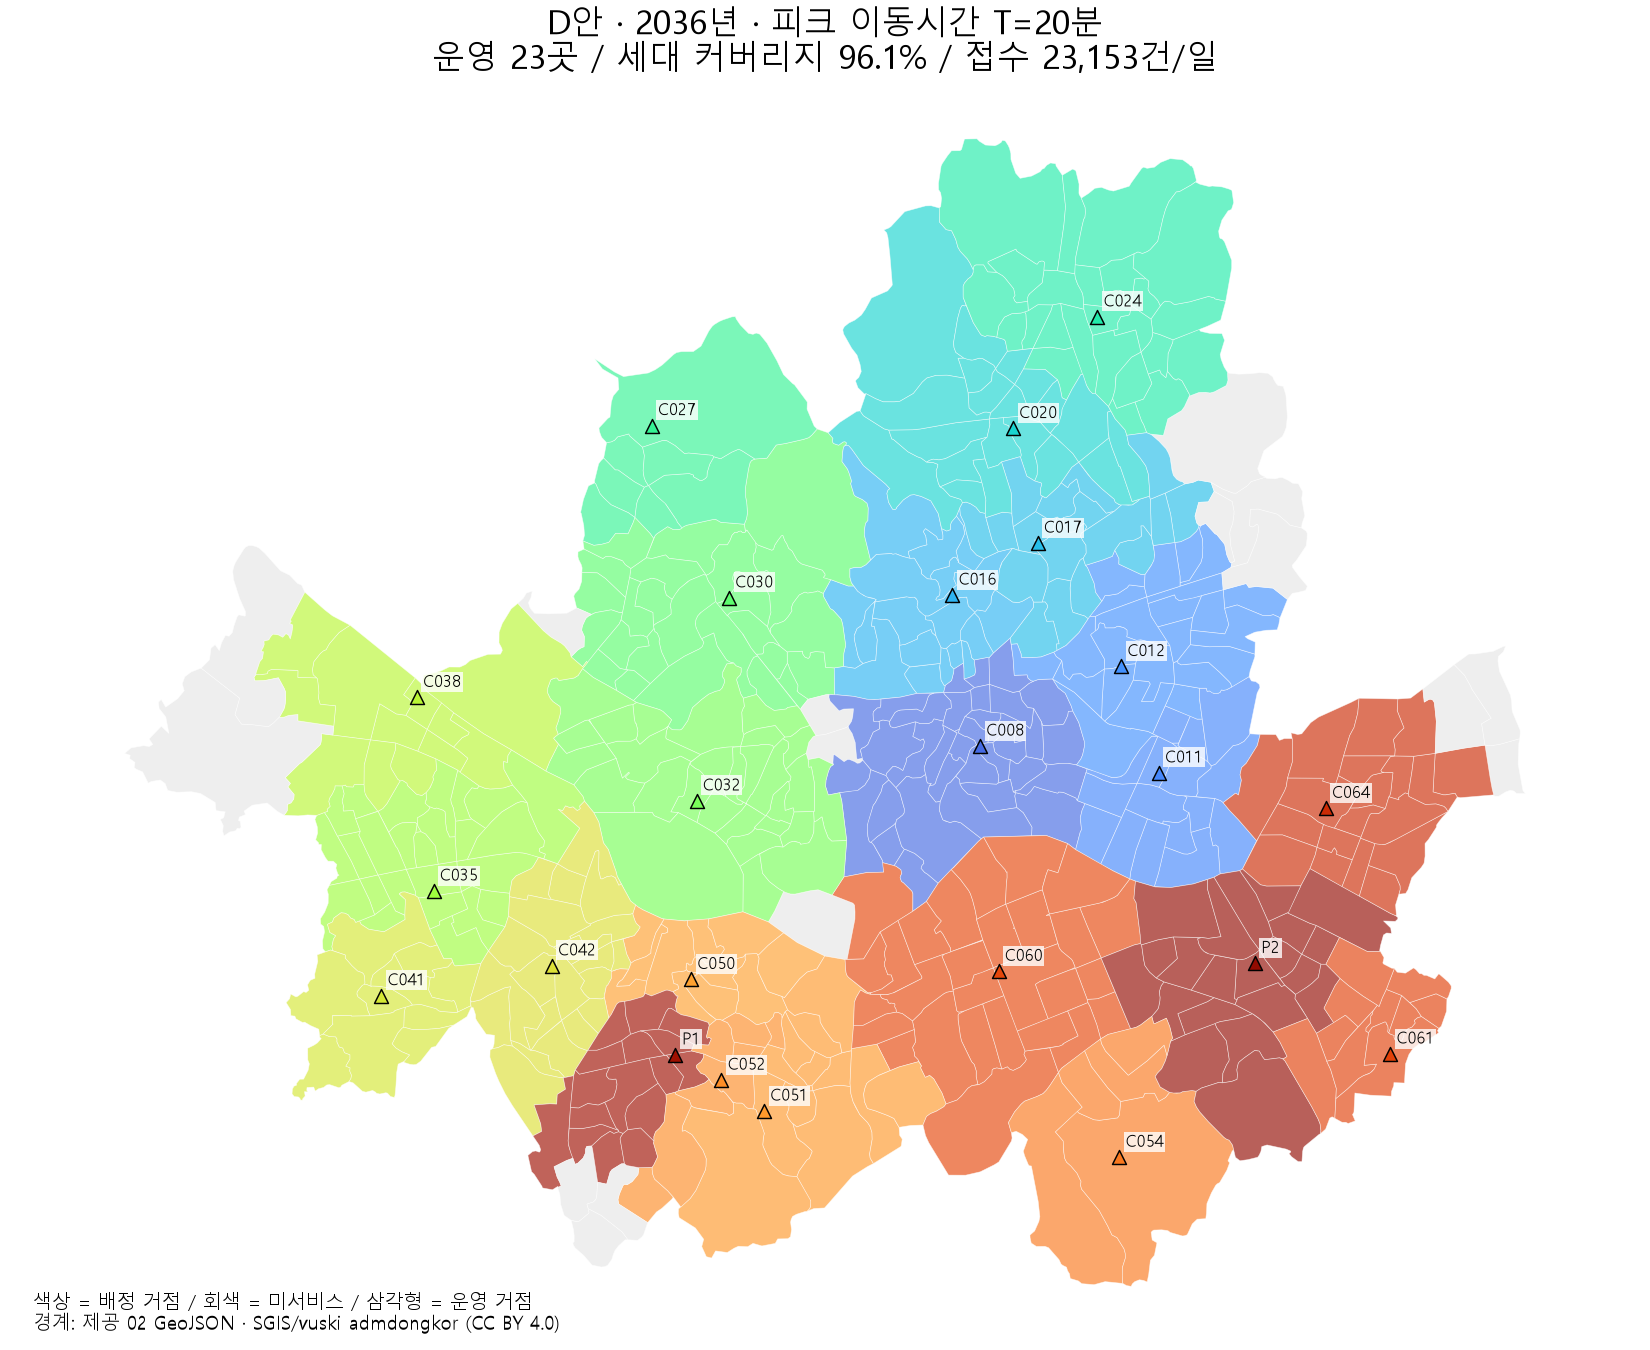 D안 · 2036년 · 피크 이동시간 T=20분
운영 23곳 / 세대 커버리지 96.1% / 접수 23,153건/일
C024
C027
C020
C017
C016
C030
C012
C038
C008
C011
C032
C064
C035
P2
C042
C050
C060
C041
P1
C061
C052
C051
C054
색상 = 배정 거점 / 회색 = 미서비스 / 삼각형 = 운영 거점
경계: 제공 02 GeoJSON · SGIS/vuski admdongkor (CC BY 4.0)